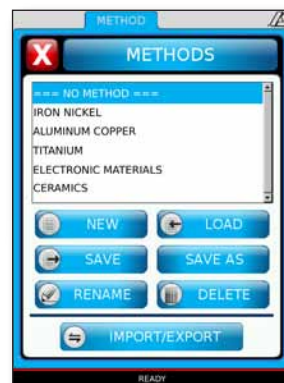 METHOD
X METHODS
=== NO METHOD ===
IRON NICKEL
ALUMINUM COPPER
TITANIUM
ELECTRONIC MATERIALS
CERAMICS
NEW LOAD
SAVE SAVE AS
RENAME DELETE
IMPORT/EXPORT
READY